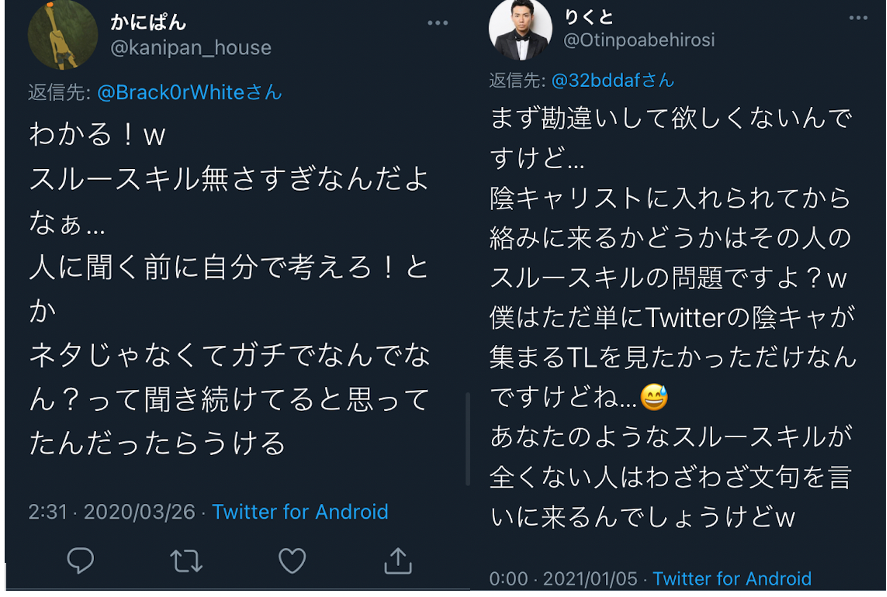 かにぱん
@kanipan_house
返信先: @Brack0rWhiteさん
わかる！w
スルースキル無さすぎなんだよ
なぁ...
人に聞く前に自分で考えろ！と
か
ネタじゃなくてガチでなんでな
ん？って聞き続けてると思って
たんだったらうける
2:31 · 2020/03/26 · Twitter for Android
りくと
@Otinpoabehirosi
返信先: @32bddafさん
まず勘違いして欲しくないんで
すけど...
陰キャリストに入れられてから
絡みに来るかどうかはその人の
スルースキルの問題ですよ？w
僕はただ単にTwitterの陰キャが
集まるTLを見たかっただけなん
ですけどね...😅
あなたのようなスルースキルが
全くない人はわざわざ文句を言
いに来るんでしょうけどw
0:00 · 2021/01/05 · Twitter for Android